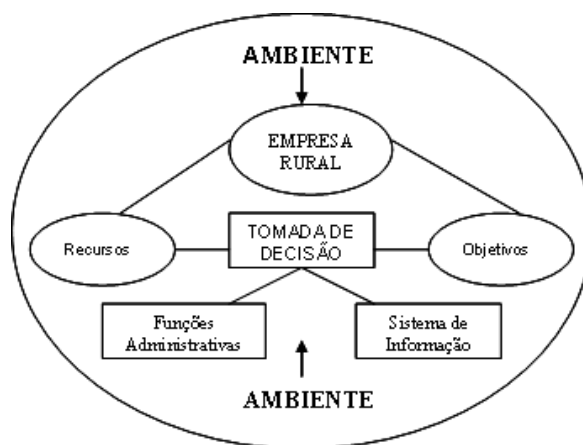 AMBIENTE
EMPRESA
RURAL
Recursos
TOMADA DE
DECISÃO
Objetivos
Funções
Administrativas
Sistema de
Informação
AMBIENTE